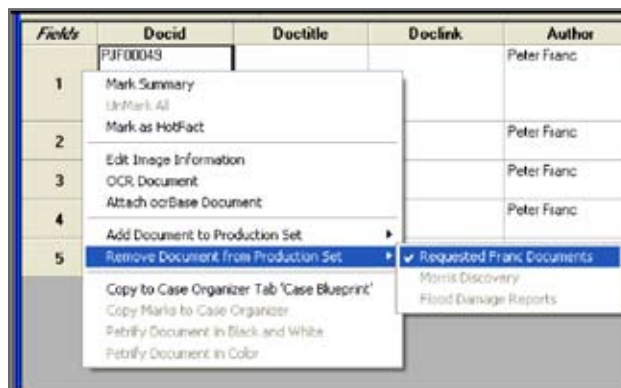 Fields Docid Doctitle Doclink Author
PJF00049 Peter Franc
1 Mark Summary
UnMark All
Mark as HotFact
2 Peter Franc
Edit Image Information
3 OCR Document Peter Franc
Attach ocrBase Document
4 Peter Franc
Add Document to Production Set
5 Remove Document from Production Set Requested Franc Documents
Morris Discovery
Copy to Case Organizer Tab 'Case Blueprint'
Flood Damage Reports
Copy Marks to Case Organizer
Petrify Document in Black and White
Petrify Document in Color